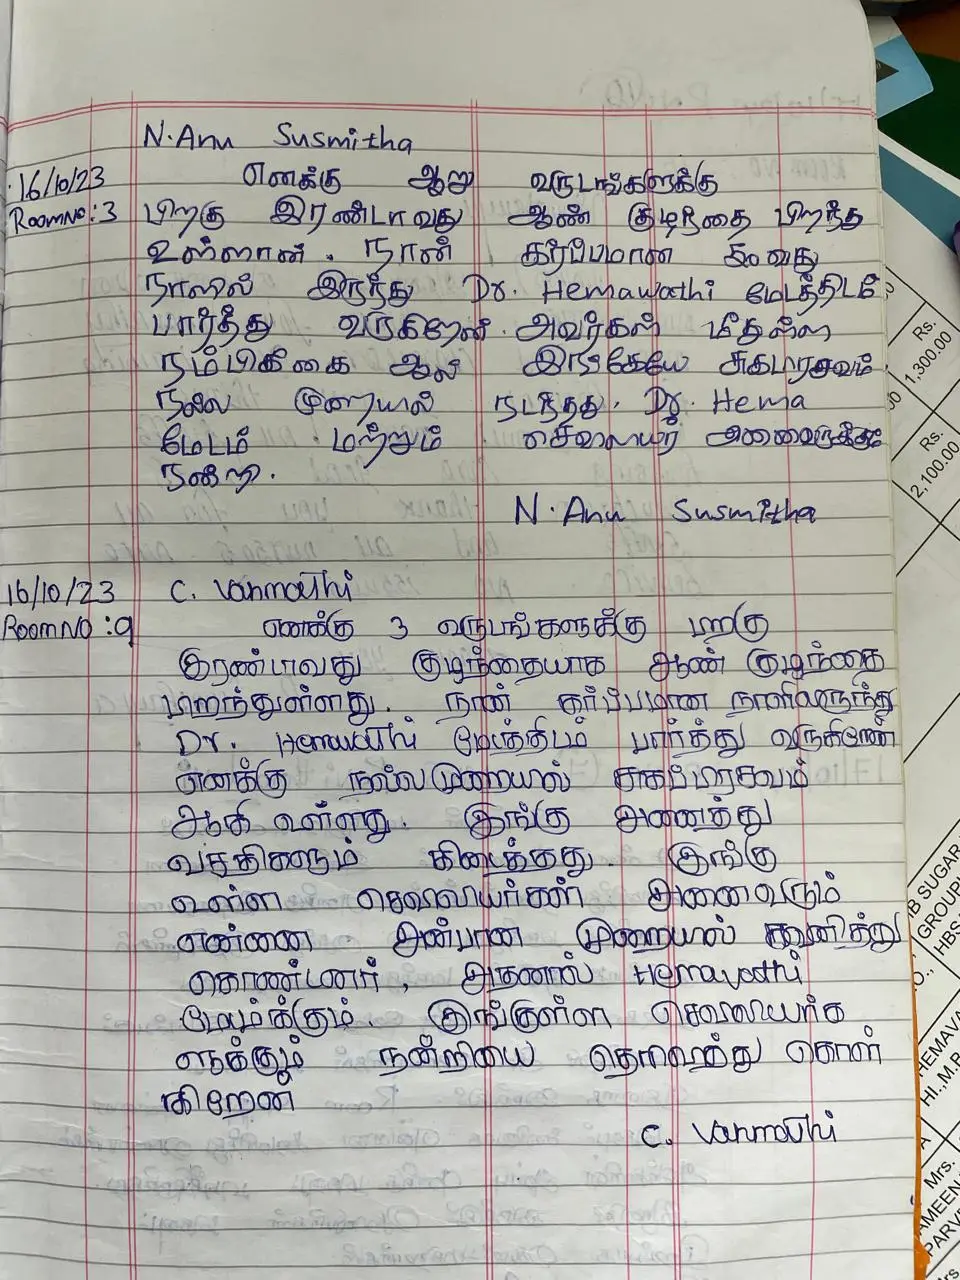 N. Anu Susmitha
16/10/23 எனக்கு ஆறு வருடங்களுக்கு
Room No: 3 பிறகு இரண்டாவது ஆண் குழந்தை பிறந்த
உள்ளான். நான் கர்ப்பமான
நாளில் இருந்து Dr. Hemawathi மேடத்திடம்
பார்த்து வருகிறேன். அவர்கள் மீதுள்ள
நம்பிக்கை ஆல் இங்கேயே சுகபிரசவம்
நல்ல முறையில் நடந்தது. Dr. Hema
மேடம் மற்றும் செவிலியர் அனைவருக்கும்
நன்றி.
N. Anu Susmitha
16/10/23 C. Vanmathi
Room NO : 9 எனக்கு 3 வருடங்களுக்கு பிறகு
இரண்டாவது குழந்தையாக ஆண் குழந்தை
பிறந்துள்ளது. நான் கர்ப்பமான நாளிலிருந்து
Dr. Hemavathi மேடத்திடம் பார்த்து வருகிறேன்
எனக்கு நல்லமுறையில் சுகப்பிரசவம்
ஆகி உள்ளது. இங்கு அனைத்து
வசதிகளும் கிடைத்தது. இங்கு
உள்ள செவிலியர்கள் அனைவரும்
என்னை அன்பான முறையில் கவனித்து
கொண்டனர், அதனால் Hemavathi
மேடம்க்கும். இங்குள்ள செவிலியர்க
ளுக்கும் நன்றியை தெரிவித்து கொள்
கிறேன்
C. Vanmathi
Rs.
1,300.00
Rs.
2,100.00
HB SUGAR
GROUP
HBS
HEMAVA
Mrs.
AMEEN
PARV